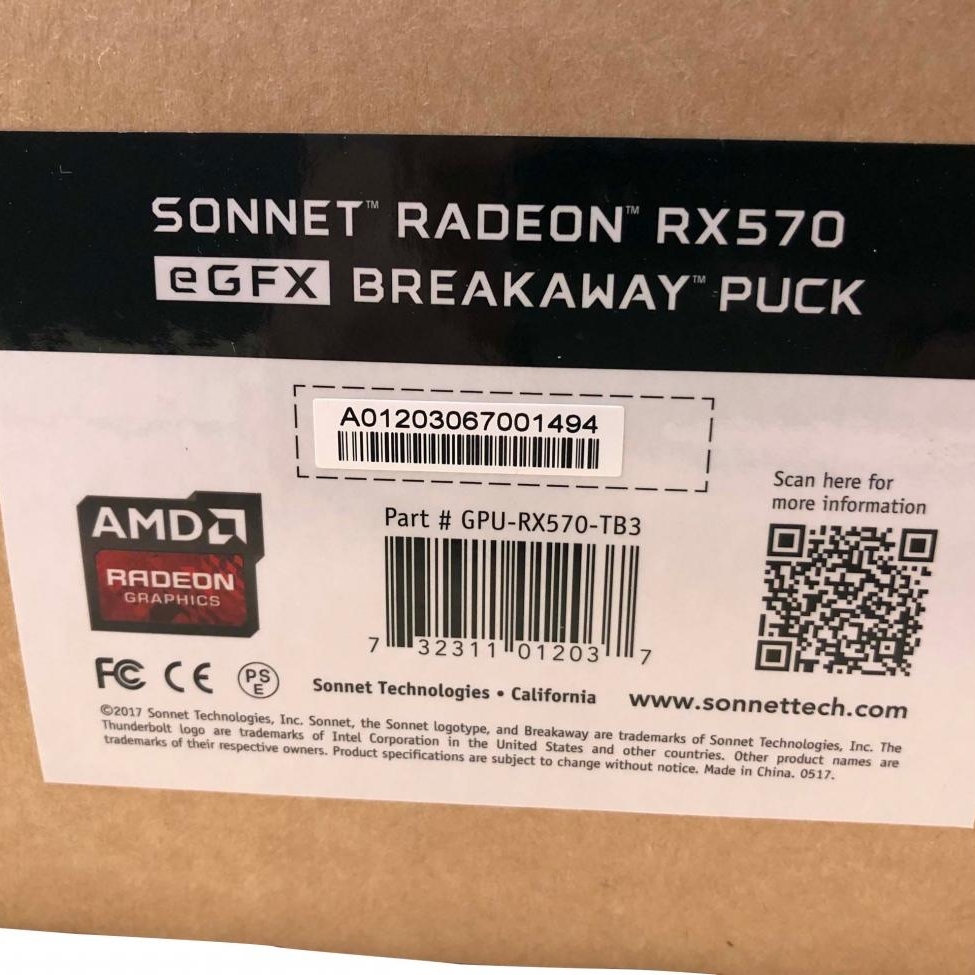 SONNET™ RADEON™ RX570
eGFX BREAKAWAY™ PUCK
A01203067001494
Scan here for
more information
Part # GPU-RX570-TB3
AMD
RADEON
GRAPHICS
7 32311 01203 7
FC CE PS E
Sonnet Technologies • California
www.sonnettech.com
©2017 Sonnet Technologies, Inc. Sonnet, the Sonnet logotype, and Breakaway are trademarks of Sonnet Technologies, Inc. The
Thunderbolt logo are trademarks of Intel Corporation in the United States and other countries. Other product names are
trademarks of their respective owners. Product specifications are subject to change without notice. Made in China. 0517.